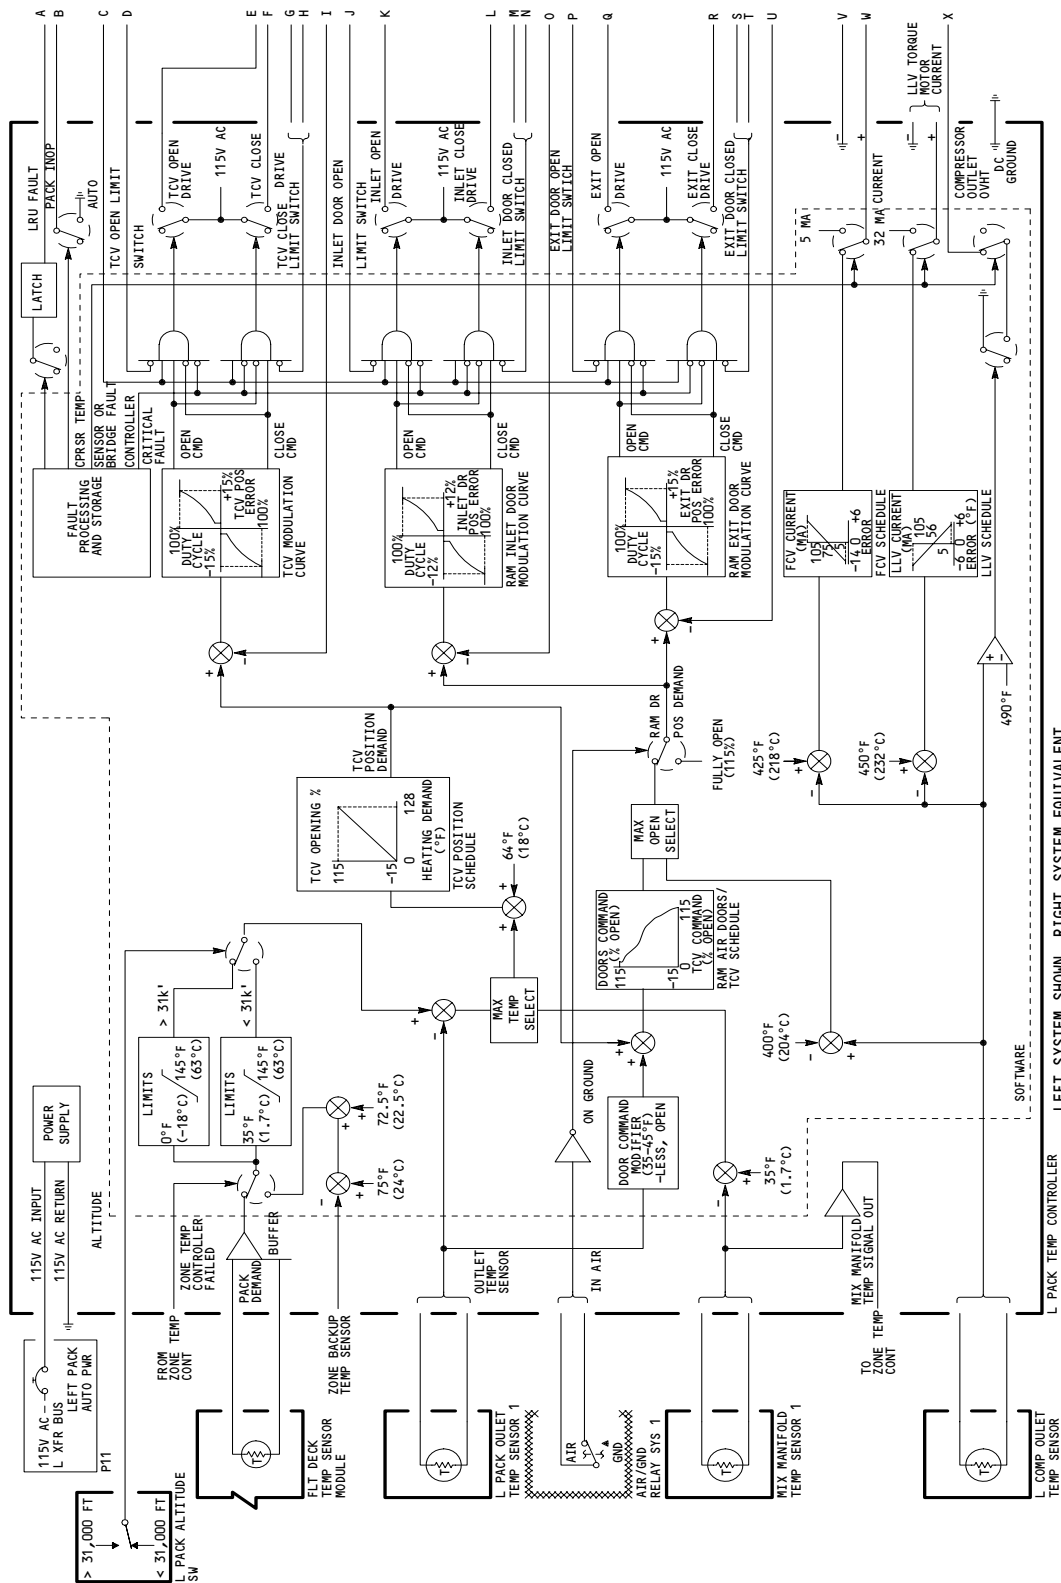 115V AC
L XFR BUS
LEFT PACK
AUTO PWR
P11
> 31,000 FT
< 31,000 FT
L PACK ALTITUDE
SW
FLT DECK
TEMP SENSOR
MODULE
L PACK OULET
TEMP SENSOR 1
AIR
GND
AIR/GND
RELAY SYS 1
MIX MANIFOLD
TEMP SENSOR 1
L COMP OULET
TEMP SENSOR
T
T
T
T
115V AC INPUT
115V AC RETURN
POWER
SUPPLY
ALTITUDE
FROM
ZONE TEMP
CONT
ZONE TEMP
CONTROLLER
FAILED
PACK
DEMAND
BUFFER
ZONE BACKUP
TEMP SENSOR
75°F
(24°C)
72.5°F
(22.5°C)
LIMITS
0°F
(-18°C)
145°F
(63°C)
> 31k'
LIMITS
35°F
(1.7°C)
145°F
(63°C)
< 31k'
OUTLET
TEMP
SENSOR
IN AIR
ON GROUND
DOOR COMMAND
MODIFIER
(35-45°F)
-LESS, OPEN
35°F
(1.7°C)
MIX MANIFOLD
TEMP SIGNAL OUT
TO
ZONE TEMP
CONT
MAX
TEMP
SELECT
64°F
(18°C)
TCV OPENING %
115
-15
0
128
HEATING DEMAND
(°F)
TCV POSITION
SCHEDULE
TCV
POSITION
DEMAND
DOORS COMMAND
(% OPEN)
115
-15
0
115
TCV COMMAND
(% OPEN)
RAM AIR DOORS/
TCV SCHEDULE
400°F
(204°C)
MAX
OPEN
SELECT
RAM DR
POS DEMAND
FULLY OPEN
(115%)
425°F
(218°C)
450°F
(232°C)
490°F
SOFTWARE
FAULT
PROCESSING
AND STORAGE
CPRSR TEMP
SENSOR OR
BRIDGE FAULT
CONTROLLER
CRITICAL
FAULT
LATCH
LRU FAULT
PACK INOP
AUTO
TCV OPEN LIMIT
SWITCH
100%
DUTY
CYCLE
-15%
+15%
TCV POS
ERROR
100%
TCV MODULATION
CURVE
OPEN
CMD
CLOSE
CMD
TCV OPEN
DRIVE
115V AC
TCV CLOSE
DRIVE
TCV CLOSE
LIMIT SWITCH
INLET DOOR OPEN
LIMIT SWITCH
100%
DUTY
CYCLE
-12%
+12%
INLET DR
POS ERROR
100%
RAM INLET DOOR
MODULATION CURVE
OPEN
CMD
CLOSE
CMD
INLET OPEN
DRIVE
115V AC
INLET CLOSE
DRIVE
INLET DOOR CLOSED
LIMIT SWITCH
EXIT DOOR OPEN
LIMIT SWTICH
100%
DUTY
CYCLE
-15%
+15%
EXIT DR
POS ERROR
100%
RAM EXIT DOOR
MODULATION CURVE
OPEN
CMD
CLOSE
CMD
EXIT OPEN
DRIVE
115V AC
EXIT CLOSE
DRIVE
EXIT DOOR CLOSED
LIMIT SWITCH
FCV CURRENT
(MA)
105
75
5
-14 0 +6
ERROR
FCV SCHEDULE
LLV CURRENT
(MA)
105
56
5
-6 0 +6
ERROR (°F)
LLV SCHEDULE
5 MA
32 MA CURRENT
LLV TORQUE
MOTOR
CURRENT
COMPRESSOR
OUTLET
OVHT
DC
GROUND
A
B
C
D
E
F
G
H
I
J
K
L
M
N
O
P
Q
R
S
T
U
V
W
X
L PACK TEMP CONTROLLER
LEFT SYSTEM SHOWN, RIGHT SYSTEM EQUIVALENT